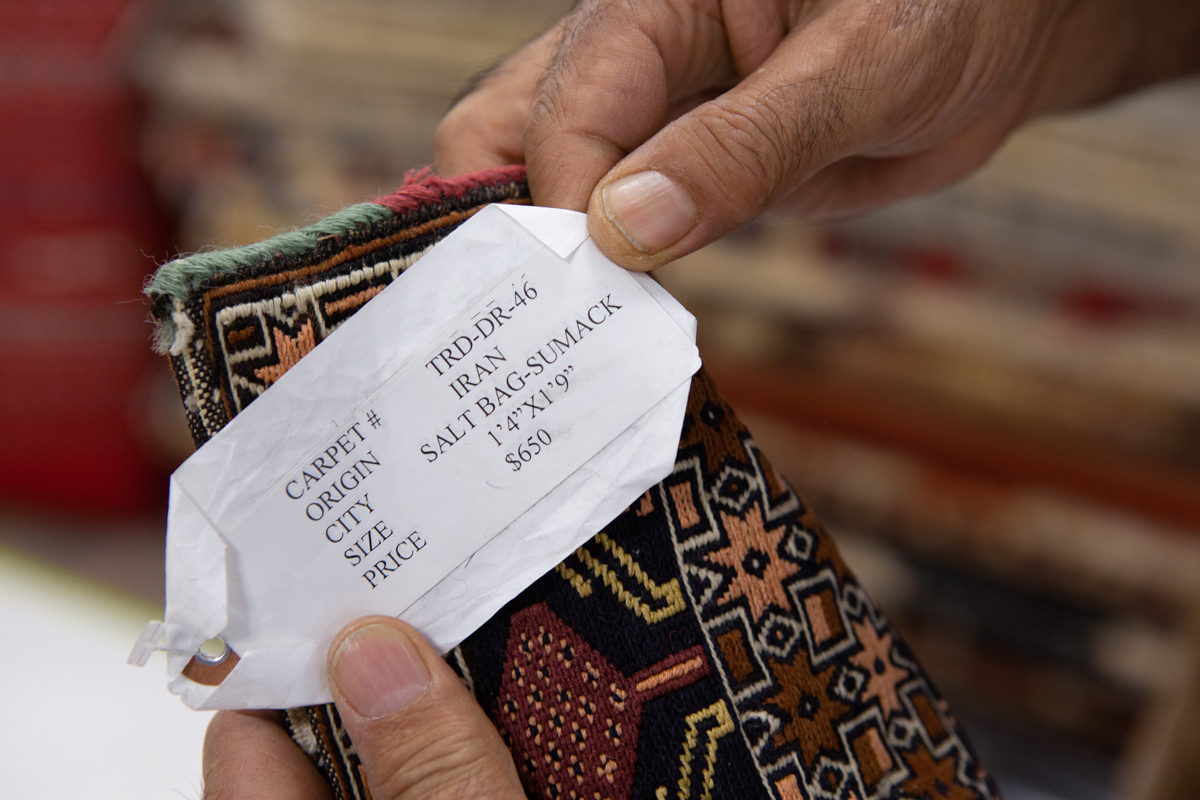 CARPET # TRD-DR-46
ORIGIN IRAN
CITY SALT BAG-SUMACK
SIZE 1'4"X1'9"
PRICE $650